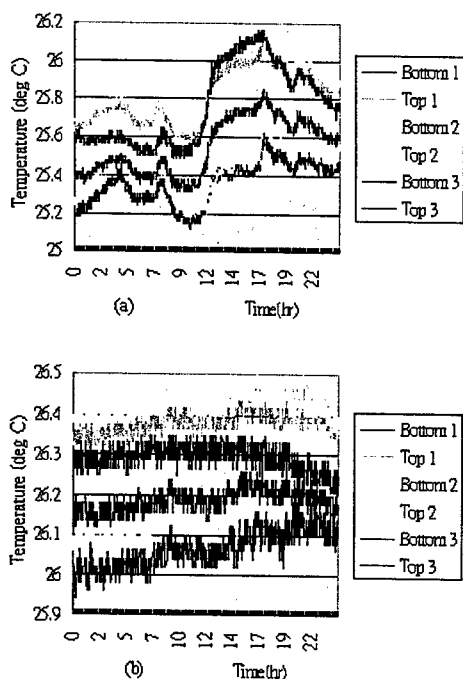 26.2
26
25.8
25.6
25.4
25.2
25
Temperature (deg C)
0 2 5 7 9 12 14 17 19 22
(a) Time(hr)
Bottom 1
Top 1
Bottom 2
Top 2
Bottom 3
Top 3
26.5
26.4
26.3
26.2
26.1
26
25.9
Temperature (deg C)
0 2 5 7 10 12 14 17 19 22
(b) Time(hr)
Bottom 1
Top 1
Bottom 2
Top 2
Bottom 3
Top 3